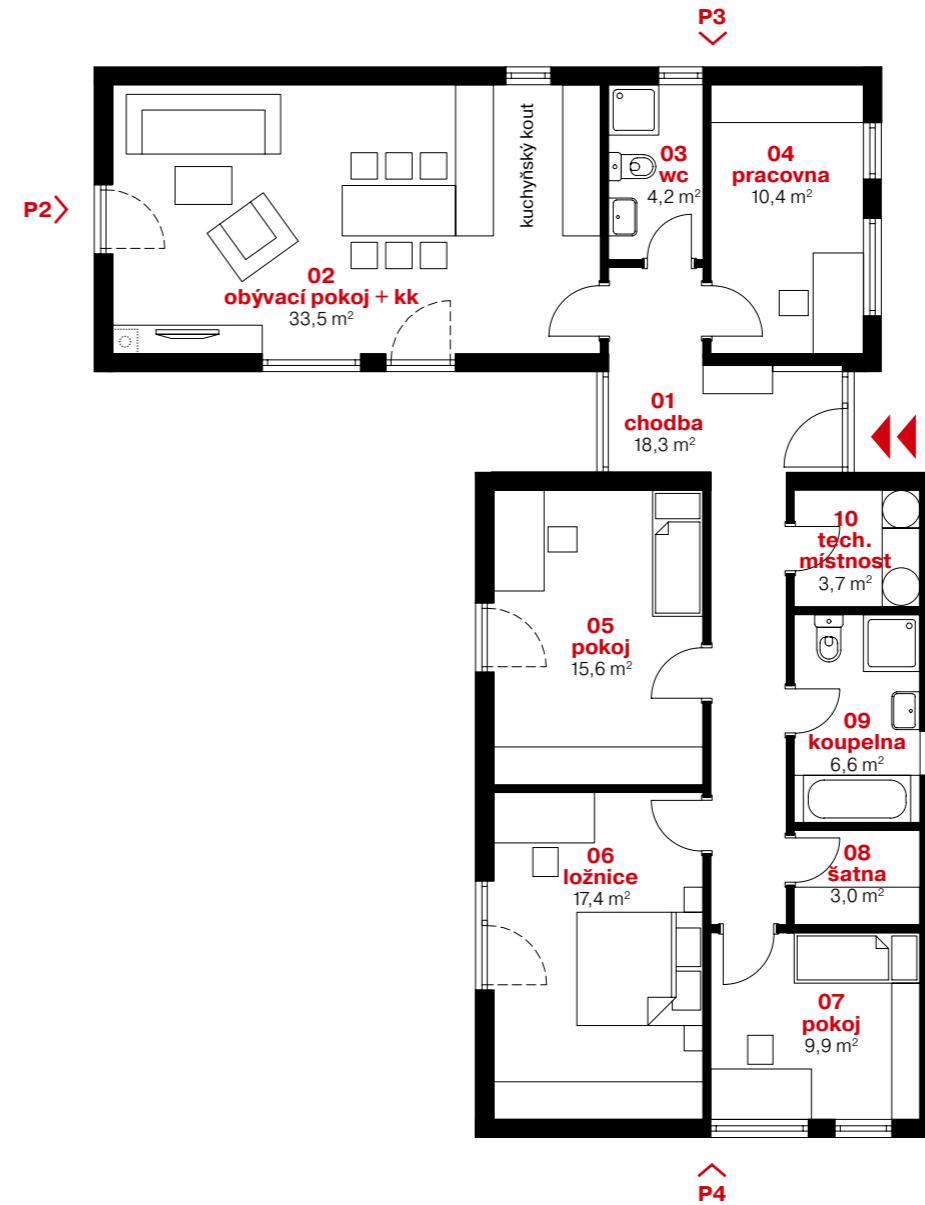 P3
P2
kuchyňský kout
02
obývací pokoj + kk
33,5 m²
03
wc
4,2 m²
04
pracovna
10,4 m²
01
chodba
18,3 m²
10
tech.
místnost
3,7 m²
05
pokoj
15,6 m²
09
koupelna
6,6 m²
06
ložnice
17,4 m²
08
šatna
3,0 m²
07
pokoj
9,9 m²
P4